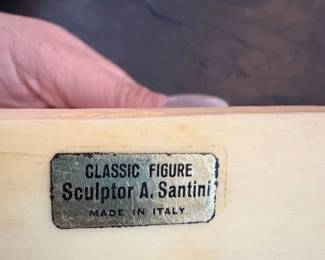 CLASSIC FIGURE
Sculptor A. Santini
MADE IN ITALY